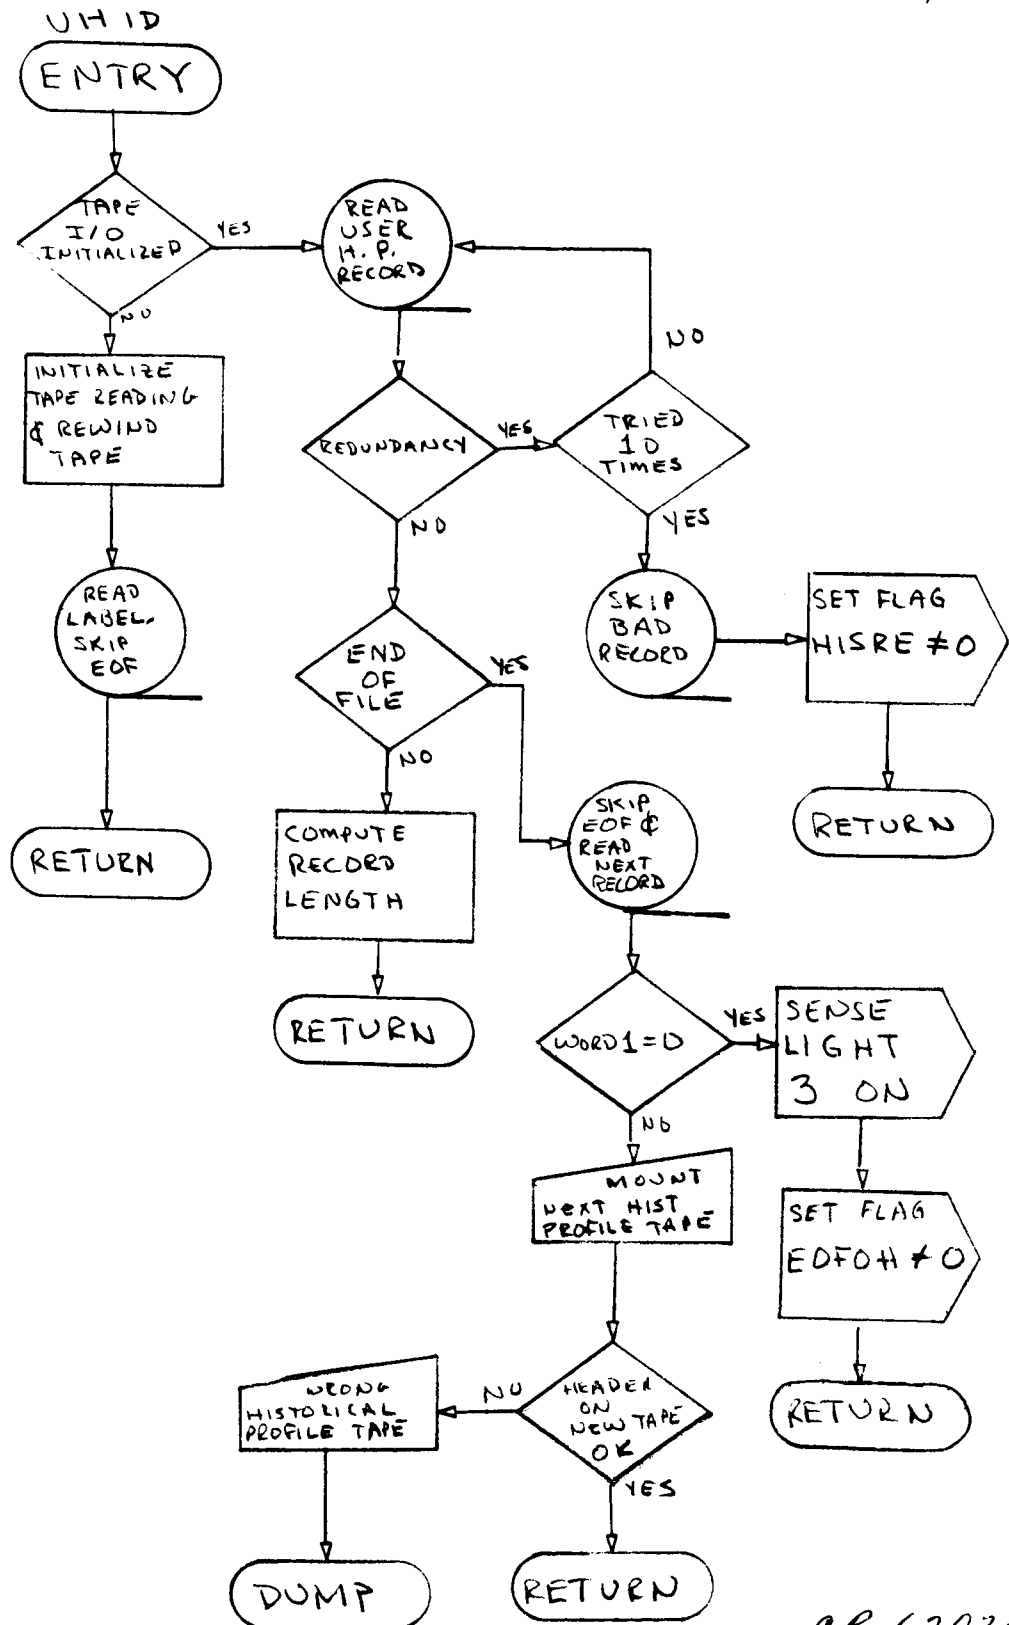 UHID
ENTRY
TAPE
I/O
INITIALIZED
YES
NO
READ
USER
H.P.
RECORD
NO
INITIALIZE
TAPE READING
& REWIND
TAPE
REDUNDANCY
YES
TRIED
10
TIMES
NO
YES
READ
LABEL.
SKIP
EOF
END
OF
FILE
YES
SKIP
BAD
RECORD
SET FLAG
HISRE ≠ 0
NO
RETURN
RETURN
COMPUTE
RECORD
LENGTH
SKIP
EOF &
READ
NEXT
RECORD
RETURN
WORD 1 = 0
YES
SENSE
LIGHT
3 ON
NO
MOUNT
NEXT HIST
PROFILE TAPE
SET FLAG
EOFOH ≠ 0
WRONG
HISTORICAL
PROFILE TAPE
NO
HEADER
ON
NEW TAPE
OK
RETURN
YES
DUMP
RETURN